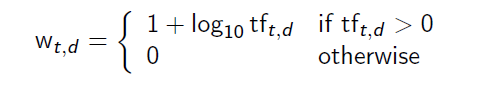 w_{t,d} = { 1 + log_{10} tf_{t,d} if tf_{t,d} > 0
0 otherwise